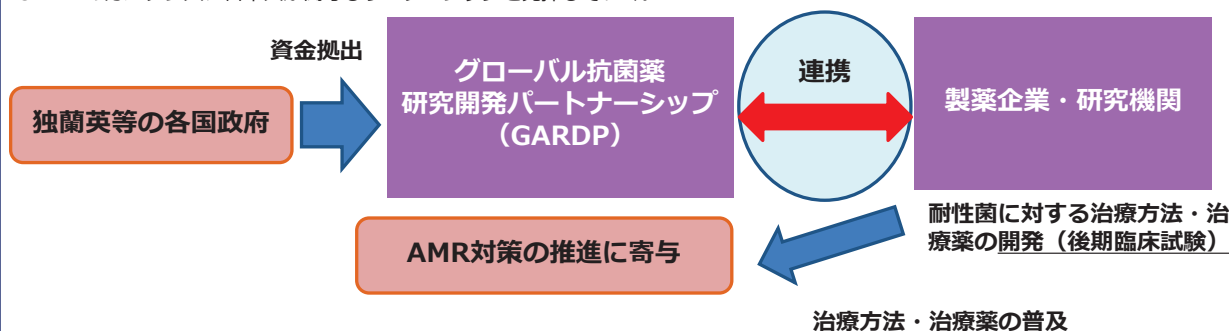 資金拠出
独蘭英等の各国政府
グローバル抗菌薬
研究開発パートナーシップ
（GARDP）
連携
製薬企業・研究機関
耐性菌に対する治療方法・治
療薬の開発（後期臨床試験）
AMR対策の推進に寄与
治療方法・治療薬の普及